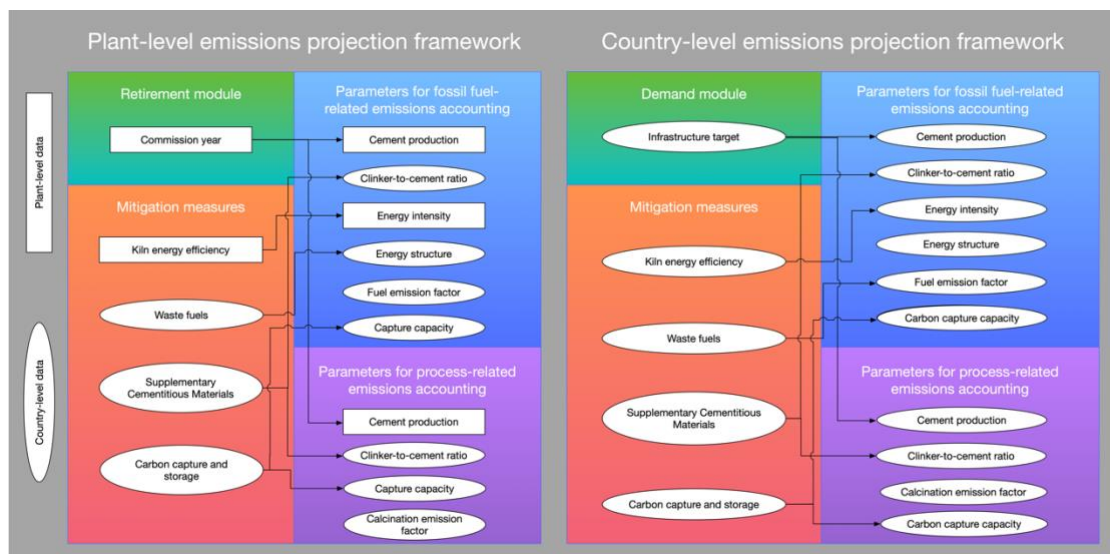 Plant-level emissions projection framework
Retirement module
Commission year
Mitigation measures
Kiln energy efficiency
Waste fuels
Supplementary
Cementitious Materials
Carbon capture and
storage
Parameters for fossil fuel-
related emissions accounting
Cement production
Clinker-to-cement ratio
Energy intensity
Energy structure
Fuel emission factor
Capture capacity
Parameters for process-related
emissions accounting
Cement production
Clinker-to-cement ratio
Capture capacity
Calcination emission
factor
Country-level emissions projection framework
Demand module
Infrastructure target
Mitigation measures
Kiln energy efficiency
Waste fuels
Supplementary Cementitious
Materials
Carbon capture and storage
Parameters for fossil fuel-related
emissions accounting
Cement production
Clinker-to-cement ratio
Energy intensity
Energy structure
Fuel emission factor
Carbon capture capacity
Parameters for process-related
emissions accounting
Cement production
Clinker-to-cement ratio
Calcination emission factor
Carbon capture capacity
Plant-level data
Country-level data